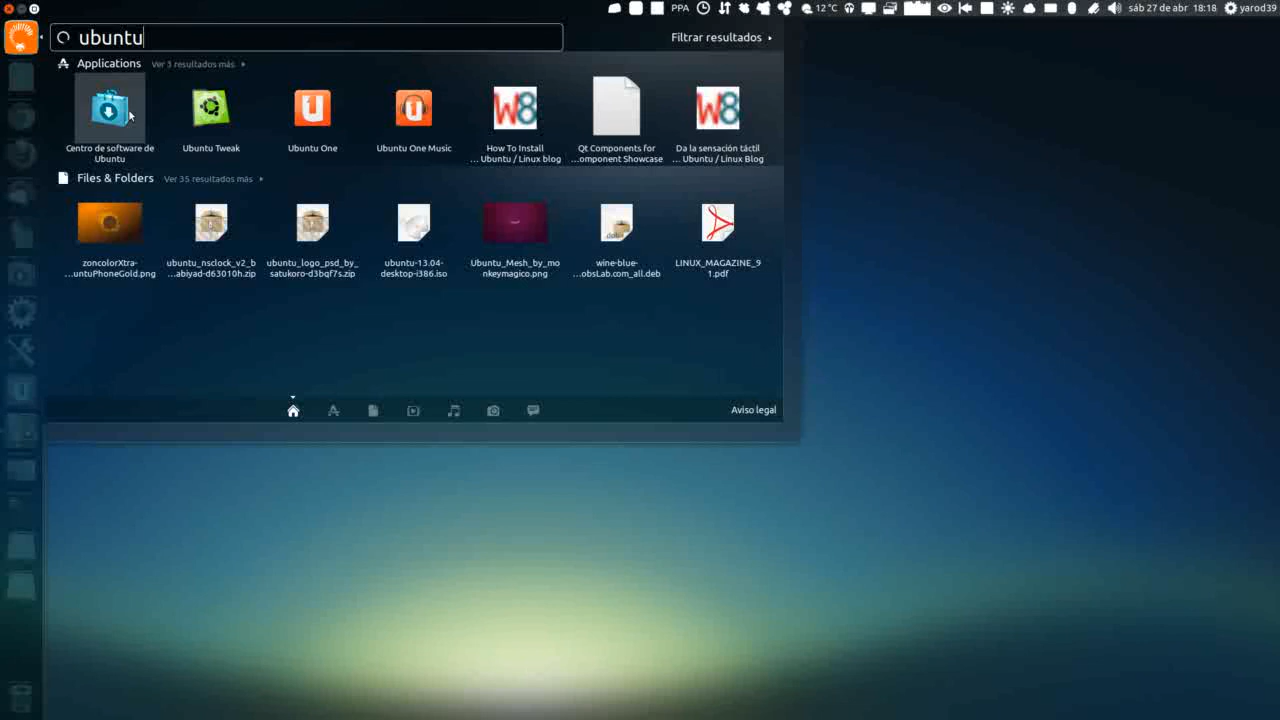 PPA 12 °C sáb 27 de abr 18:18 yarod39
ubuntu
Filtrar resultados
Applications Ver 3 resultados más
Centro de software de
Ubuntu
Ubuntu Tweak
Ubuntu One
Ubuntu One Music
How To Install
... Ubuntu / Linux blog
Qt Components for
...omponent Showcase
Da la sensación táctil
... Ubuntu / Linux Blog
Files & Folders Ver 35 resultados más
zoncolorXtra-
...untuPhoneGold.png
ubuntu_nsclock_v2_b
...abiyad-d63010h.zip
ubuntu_logo_psd_by_
satukoro-d3bqf7s.zip
ubuntu-13.04-
desktop-i386.iso
Ubuntu_Mesh_by_mo
nkeymagico.png
wine-blue-
...obsLab.com_all.deb
LINUX_MAGAZINE_9
1.pdf
Aviso legal